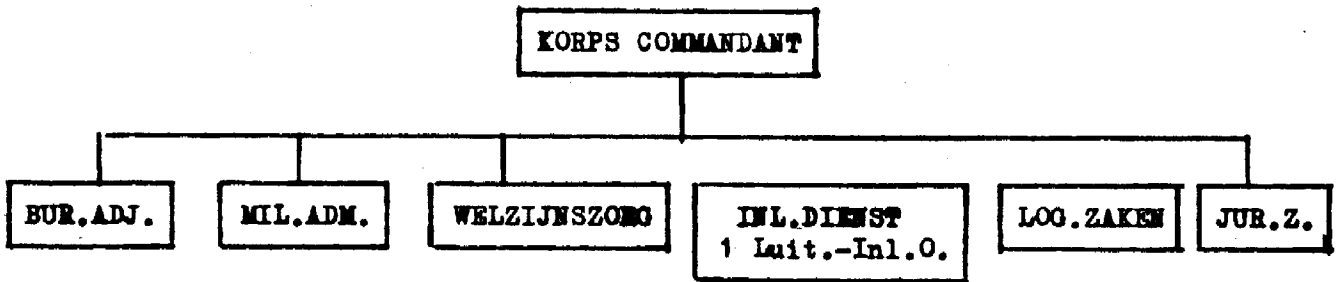 KORPS COMMANDANT
BUR.ADJ.
MIL.ADM.
WELZIJNSZORG
INL.DIENST
1 Luit.-Inl.O.
LOG.ZAKEN
JUR.Z.